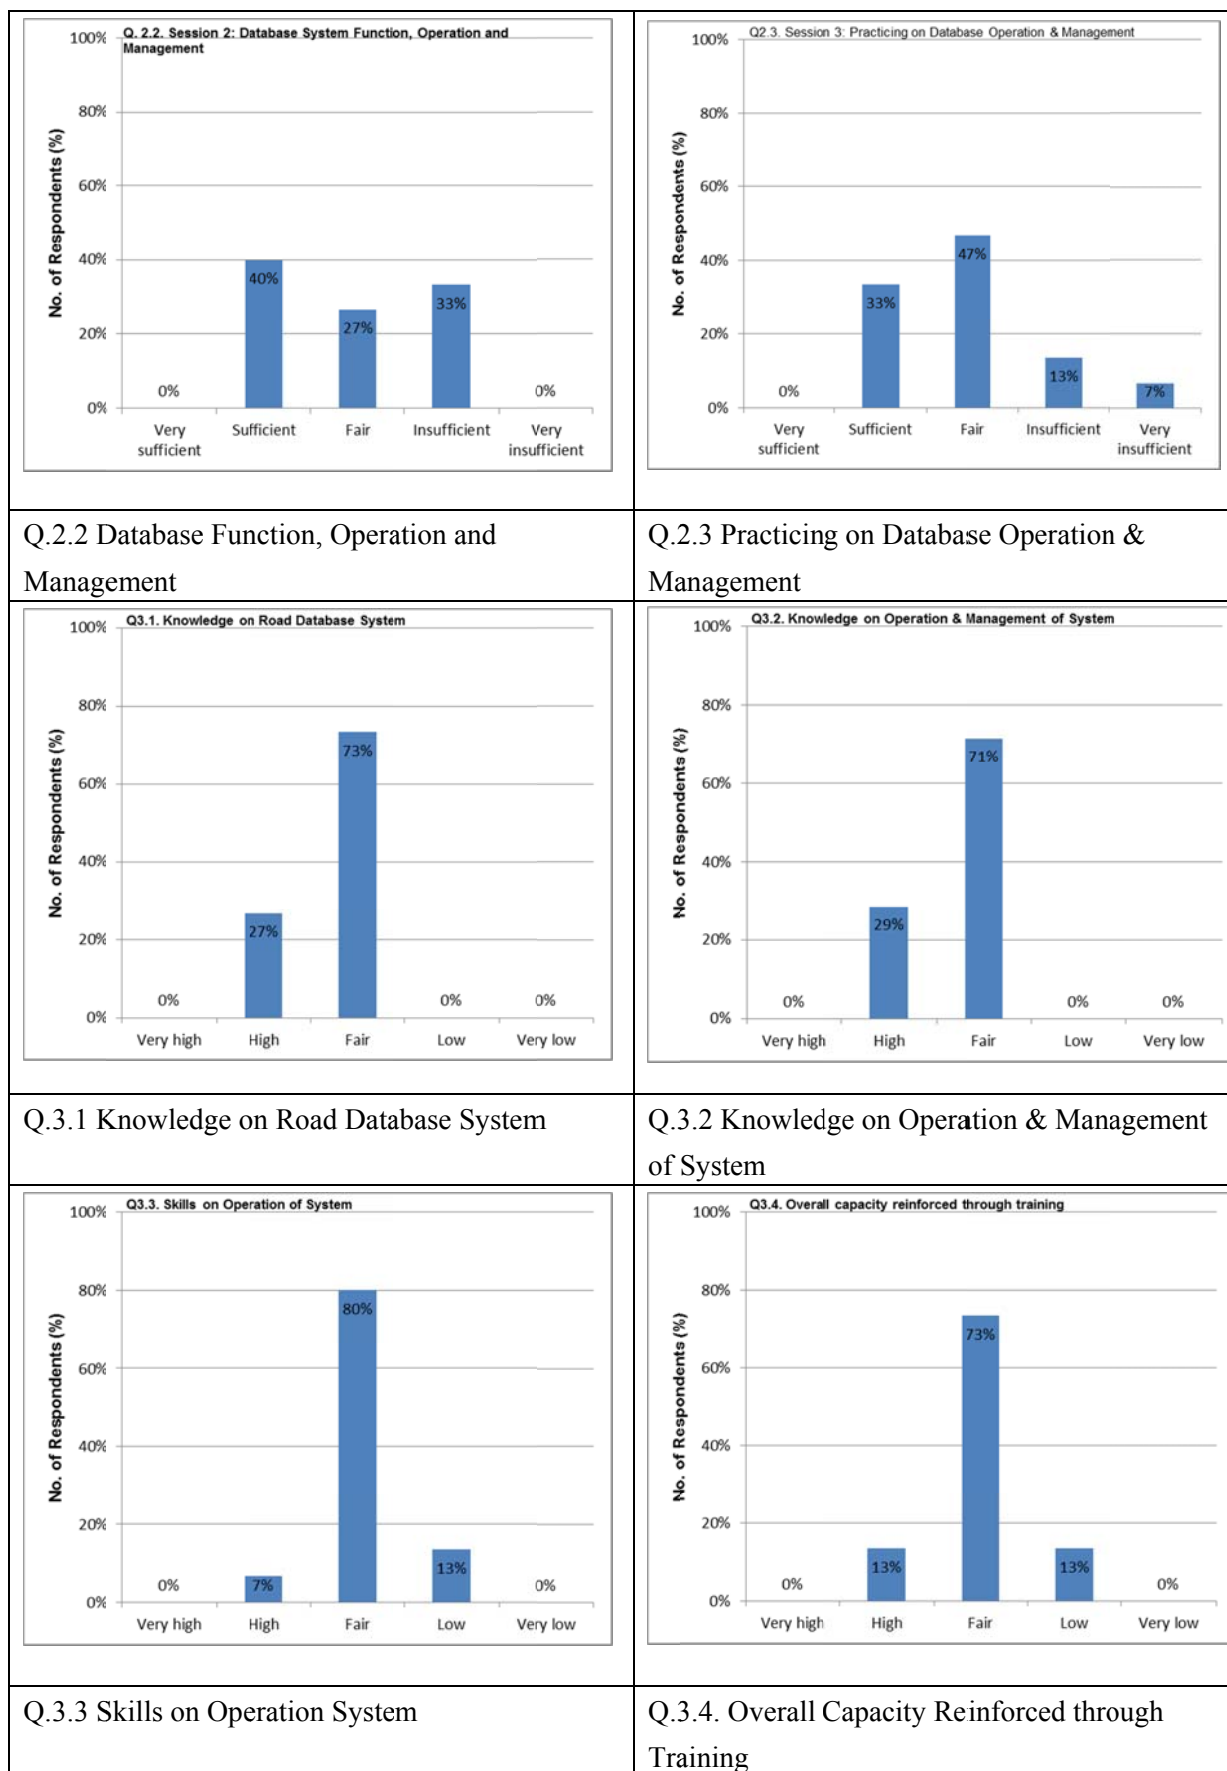 Q. 2.2. Session 2: Database System Function, Operation and
Management
No. of Respondents (%)
100%
80%
60%
40%
20%
0%
0%
40%
27%
33%
0%
Very
sufficient
Sufficient
Fair
Insufficient
Very
insufficient
Q2.3. Session 3: Practicing on Database Operation & Management
No. of Respondents (%)
100%
80%
60%
40%
20%
0%
0%
33%
47%
13%
7%
Very
sufficient
Sufficient
Fair
Insufficient
Very
insufficient
Q.2.2 Database Function, Operation and
Management
Q.2.3 Practicing on Database Operation &
Management
Q3.1. Knowledge on Road Database System
No. of Respondents (%)
100%
80%
60%
40%
20%
0%
0%
27%
73%
0%
0%
Very high
High
Fair
Low
Very low
Q3.2. Knowledge on Operation & Management of System
No. of Respondents (%)
100%
80%
60%
40%
20%
0%
0%
29%
71%
0%
0%
Very high
High
Fair
Low
Very low
Q.3.1 Knowledge on Road Database System
Q.3.2 Knowledge on Operation & Management
of System
Q3.3. Skills on Operation of System
No. of Respondents (%)
100%
80%
60%
40%
20%
0%
0%
7%
80%
13%
0%
Very high
High
Fair
Low
Very low
Q3.4. Overall capacity reinforced through training
No. of Respondents (%)
100%
80%
60%
40%
20%
0%
0%
13%
73%
13%
0%
Very high
High
Fair
Low
Very low
Q.3.3 Skills on Operation System
Q.3.4. Overall Capacity Reinforced through
Training